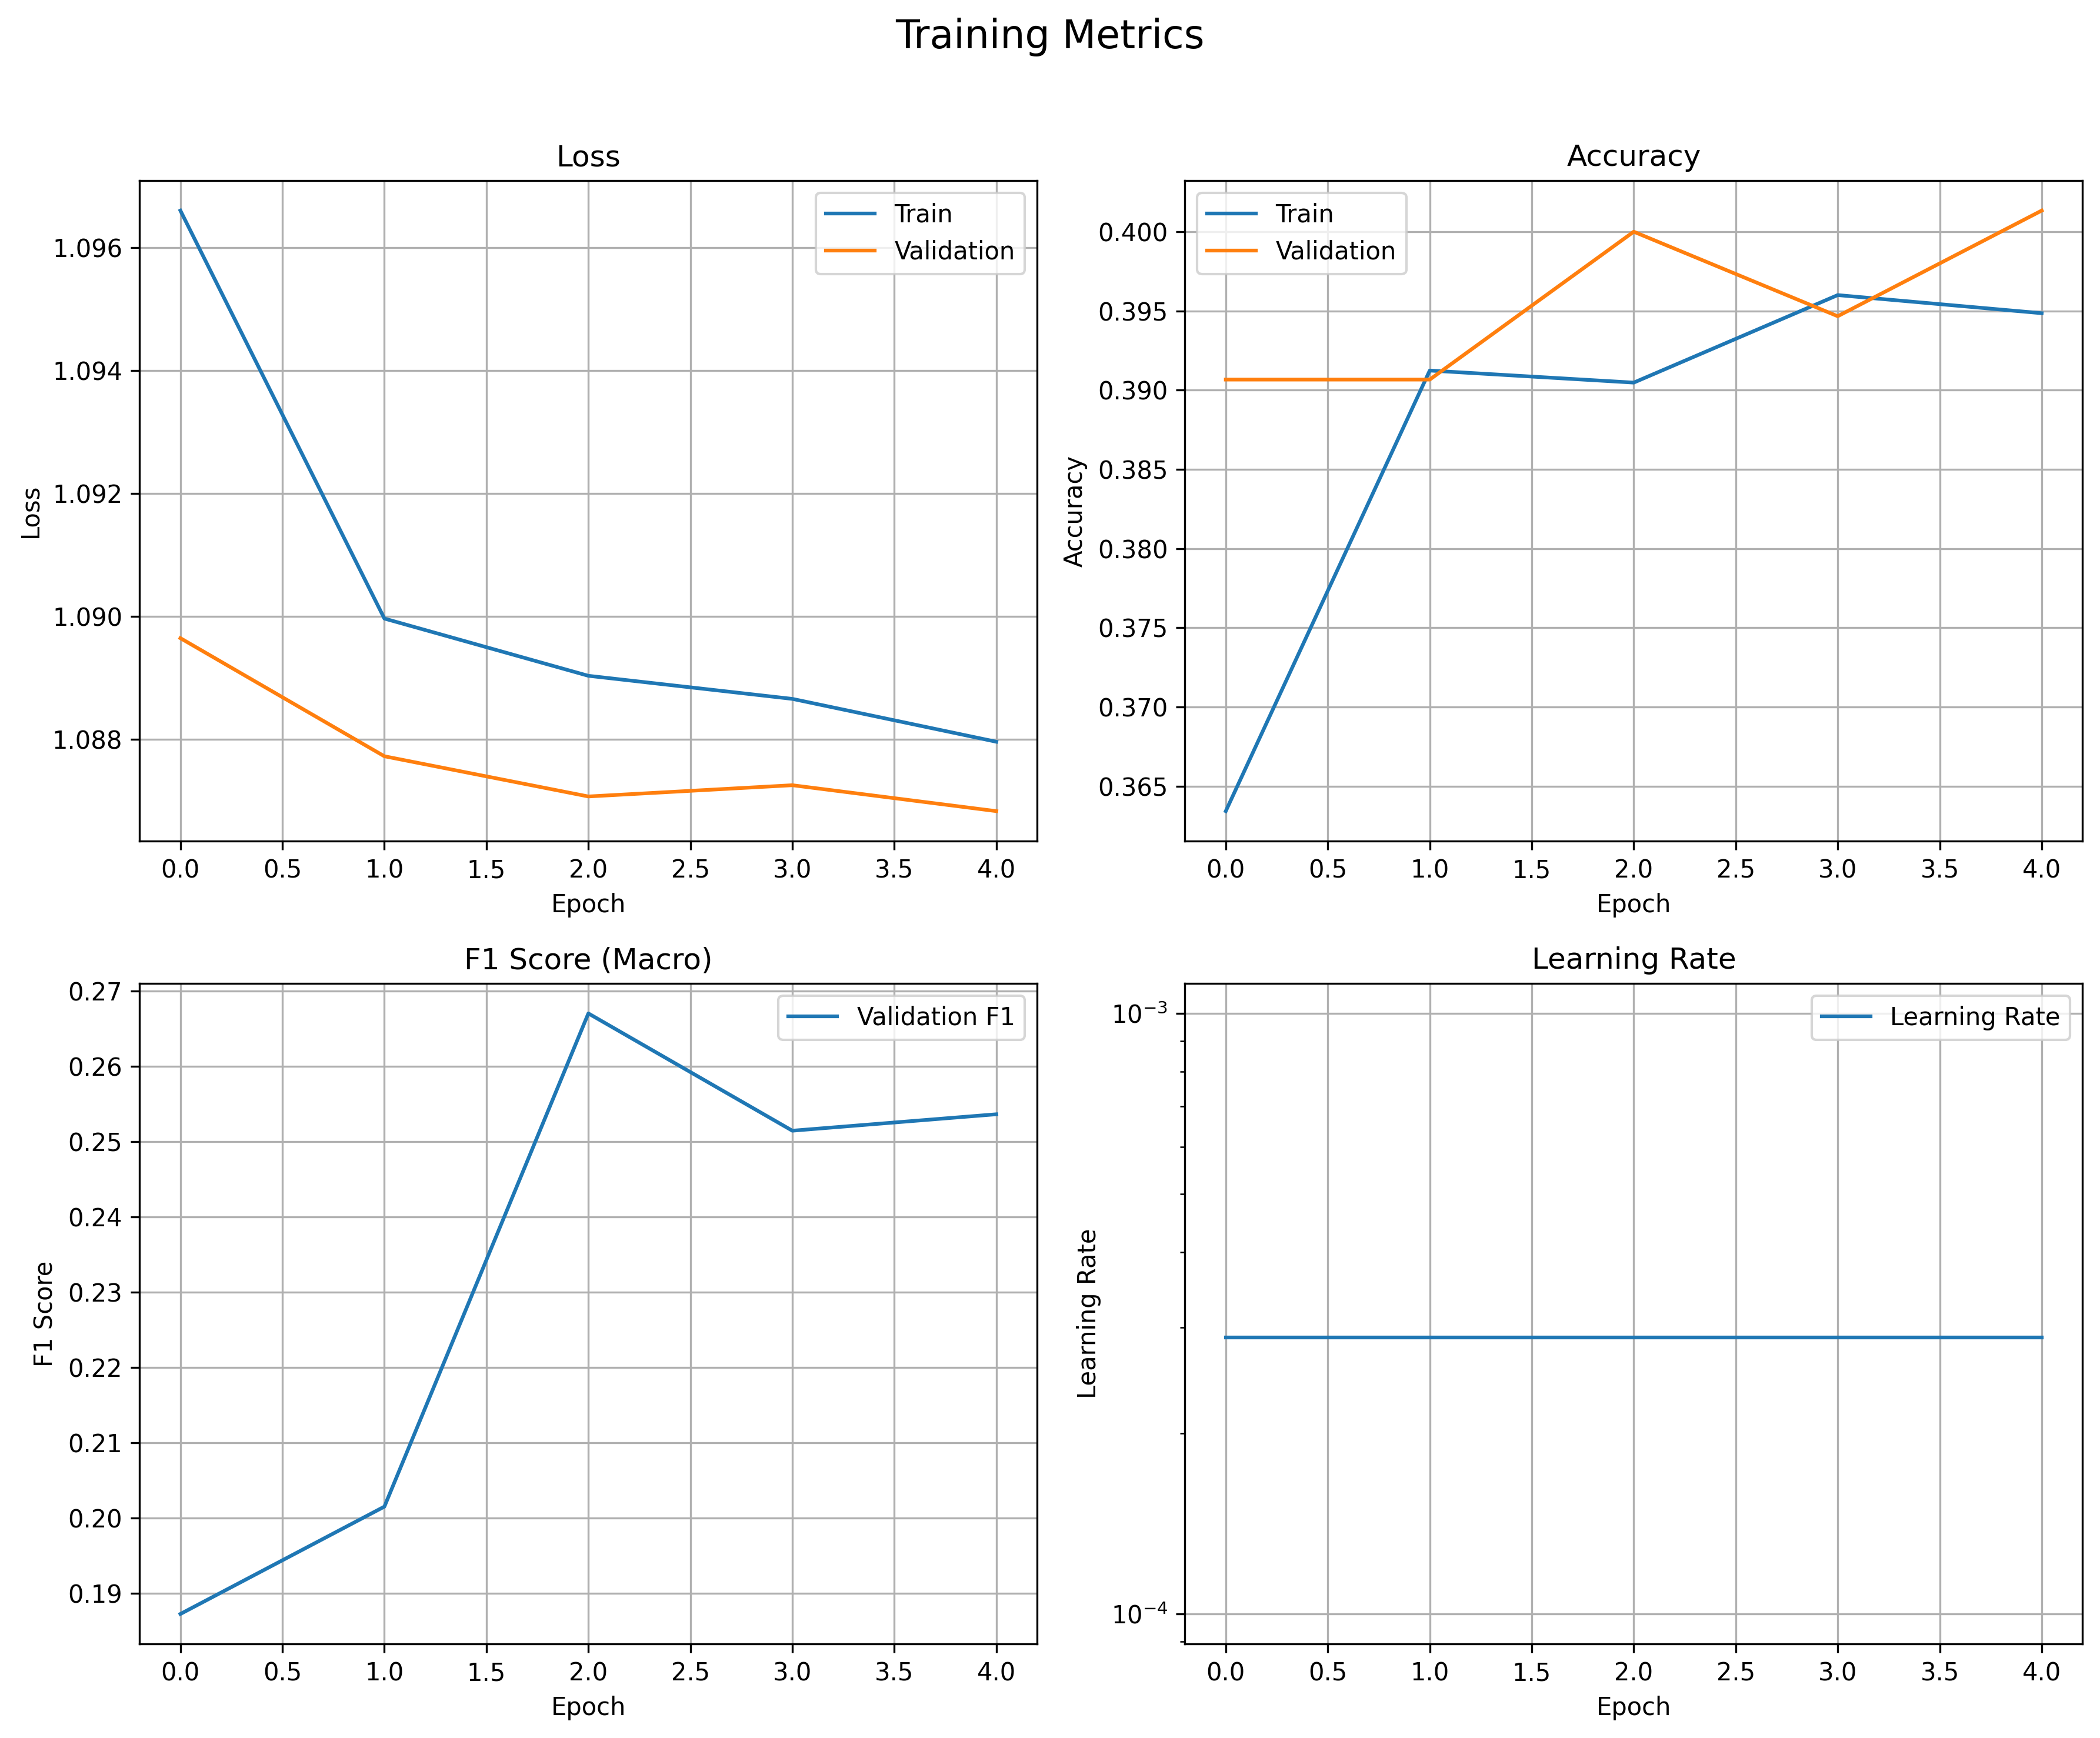 Training Metrics
Loss
Train
Validation
1.096
1.094
1.092
1.090
1.088
Loss
0.0 0.5 1.0 1.5 2.0 2.5 3.0 3.5 4.0
Epoch
Accuracy
Train
Validation
0.400
0.395
0.390
0.385
0.380
0.375
0.370
0.365
Accuracy
0.0 0.5 1.0 1.5 2.0 2.5 3.0 3.5 4.0
Epoch
F1 Score (Macro)
Validation F1
0.27
0.26
0.25
0.24
0.23
0.22
0.21
0.20
0.19
F1 Score
0.0 0.5 1.0 1.5 2.0 2.5 3.0 3.5 4.0
Epoch
Learning Rate
Learning Rate
10⁻³
10⁻⁴
Learning Rate
0.0 0.5 1.0 1.5 2.0 2.5 3.0 3.5 4.0
Epoch